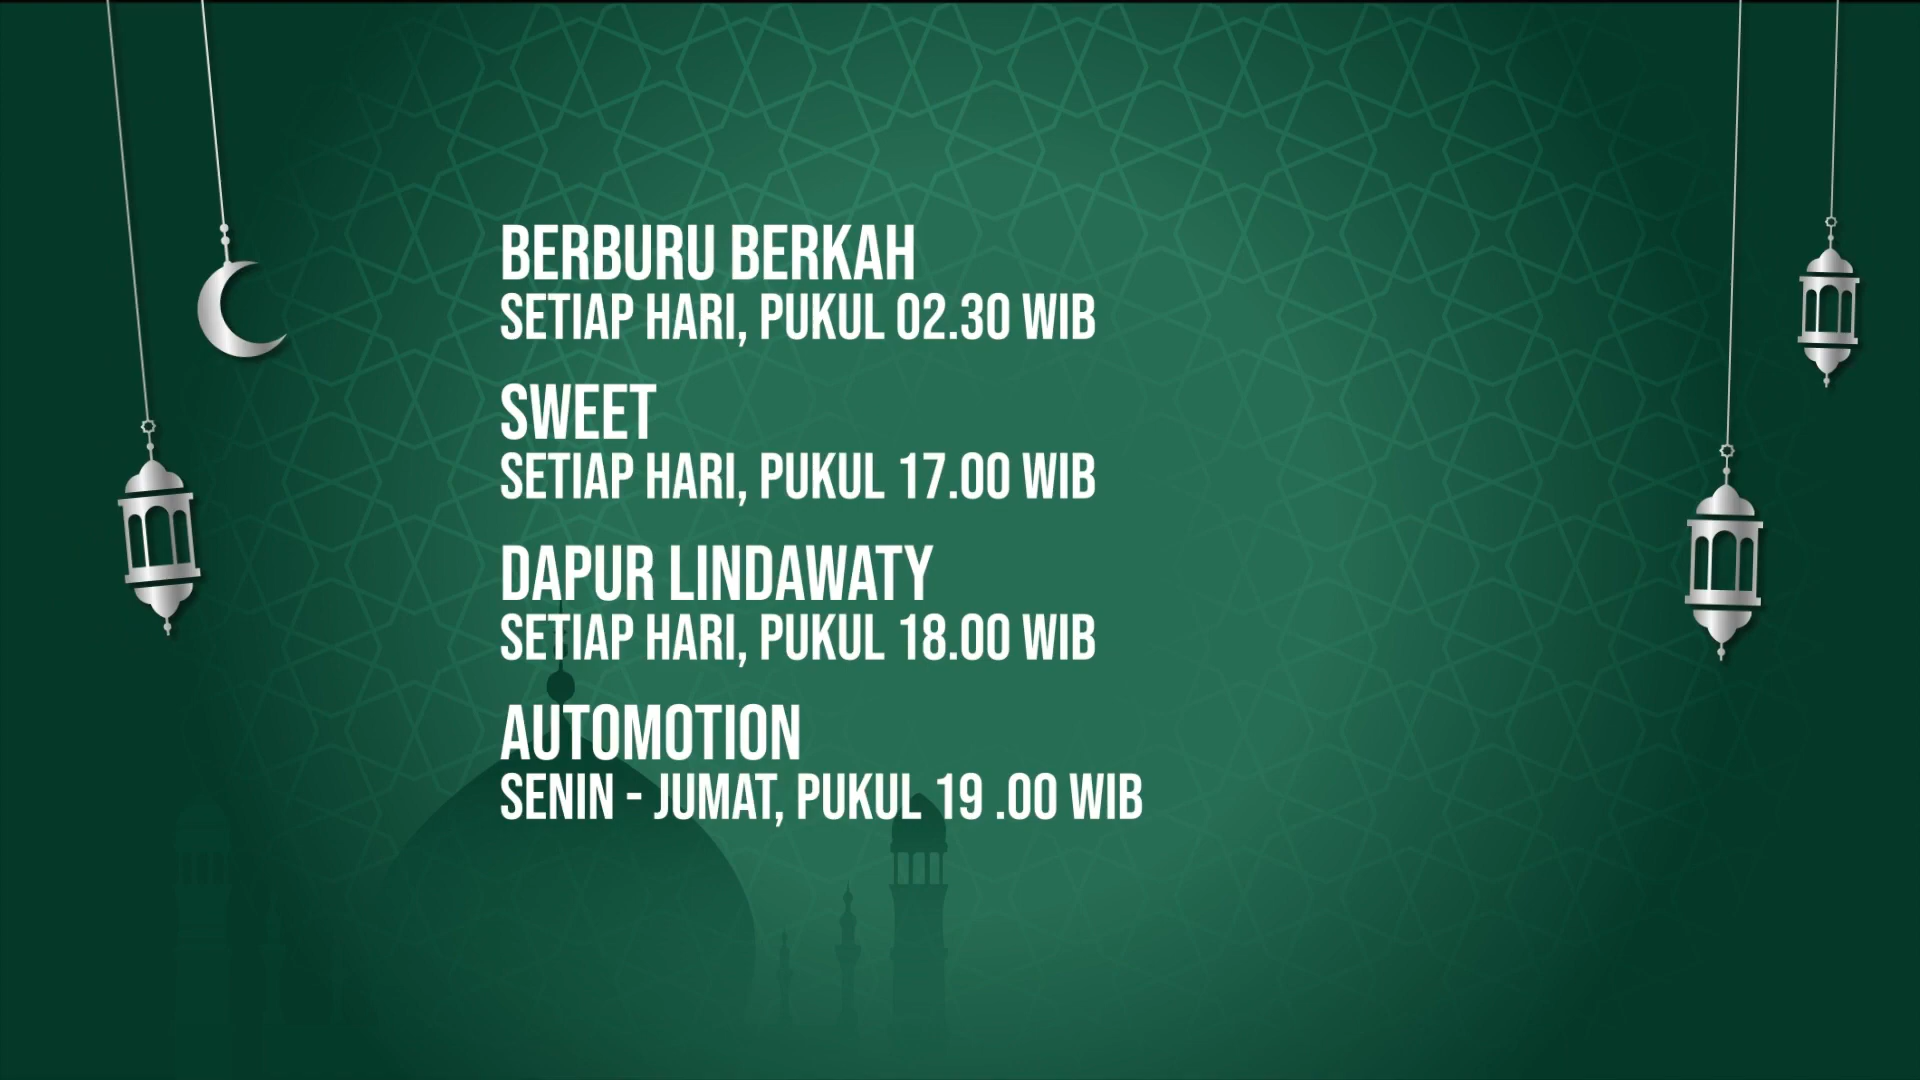 BERBURU BERKAH
SETIAP HARI, PUKUL 02.30 WIB
SWEET
SETIAP HARI, PUKUL 17.00 WIB
DAPUR LINDAWATY
SETIAP HARI, PUKUL 18.00 WIB
AUTOMOTION
SENIN - JUMAT, PUKUL 19 .00 WIB